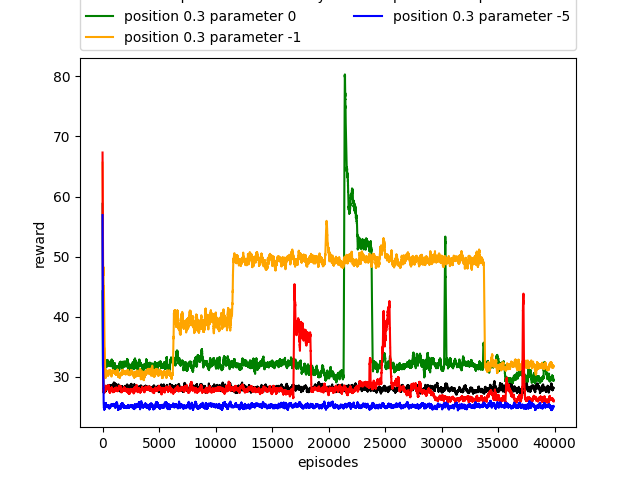 position 0.3 parameter 0 position 0.3 parameter -5
position 0.3 parameter -1
80
70
60
50
40
30
reward
0 5000 10000 15000 20000 25000 30000 35000 40000
episodes